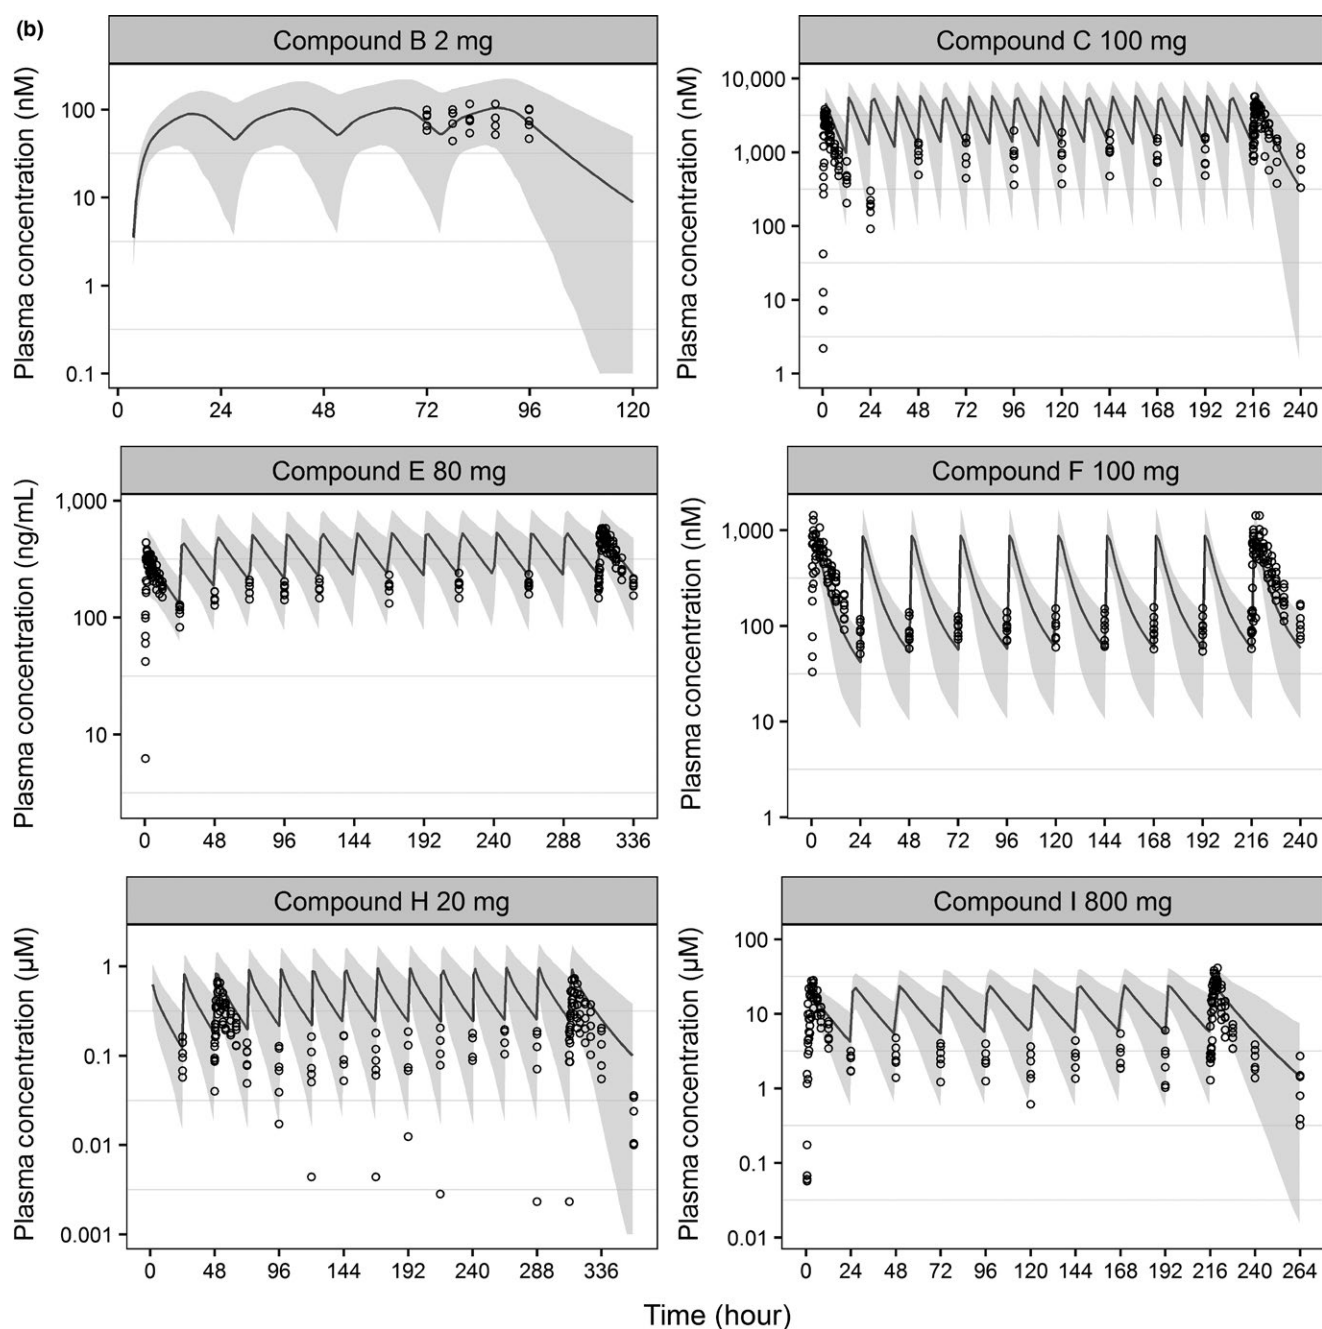 (b)
Compound B 2 mg
Plasma concentration (nM)
100
10
1
0.1
0 24 48 72 96 120
Compound C 100 mg
Plasma concentration (nM)
10,000
1,000
100
10
1
0 24 48 72 96 120 144 168 192 216 240
Compound E 80 mg
Plasma concentration (ng/mL)
1,000
100
10
0 48 96 144 192 240 288 336
Compound F 100 mg
Plasma concentration (nM)
1,000
100
10
1
0 24 48 72 96 120 144 168 192 216 240
Compound H 20 mg
Plasma concentration (µM)
1
0.1
0.01
0.001
0 48 96 144 192 240 288 336
Compound I 800 mg
Plasma concentration (µM)
100
10
1
0.1
0.01
0 24 48 72 96 120 144 168 192 216 240 264
Time (hour)